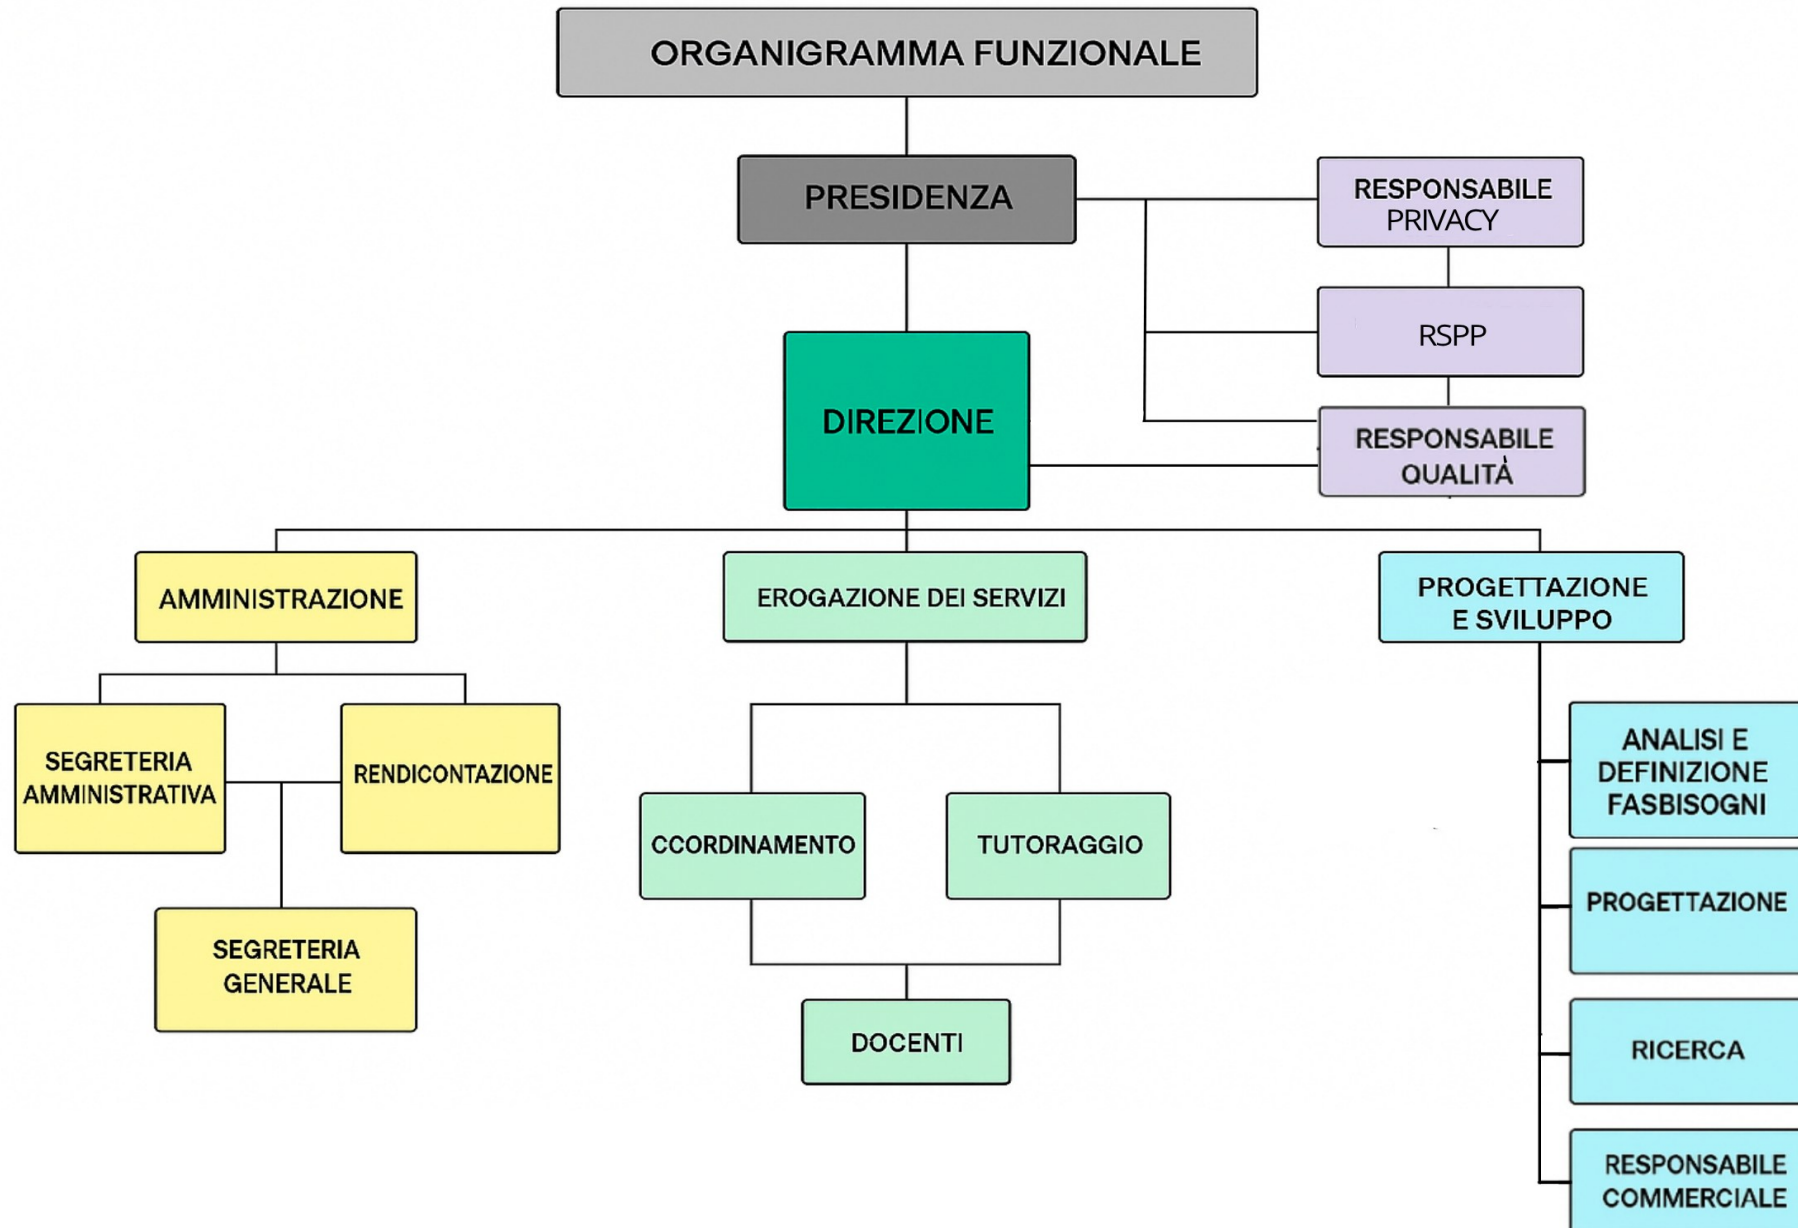 ORGANIGRAMMA FUNZIONALE
PRESIDENZA
RESPONSABILE
PRIVACY
RSPP
DIREZIONE
RESPONSABILE
QUALITÀ
AMMINISTRAZIONE
EROGAZIONE DEI SERVIZI
PROGETTAZIONE
E SVILUPPO
SEGRETERIA
AMMINISTRATIVA
RENDICONTAZIONE
SEGRETERIA
GENERALE
CCORDINAMENTO
TUTORAGGIO
DOCENTI
ANALISI E
DEFINIZIONE
FASBISOGNI
PROGETTAZIONE
RICERCA
RESPONSABILE
COMMERCIALE